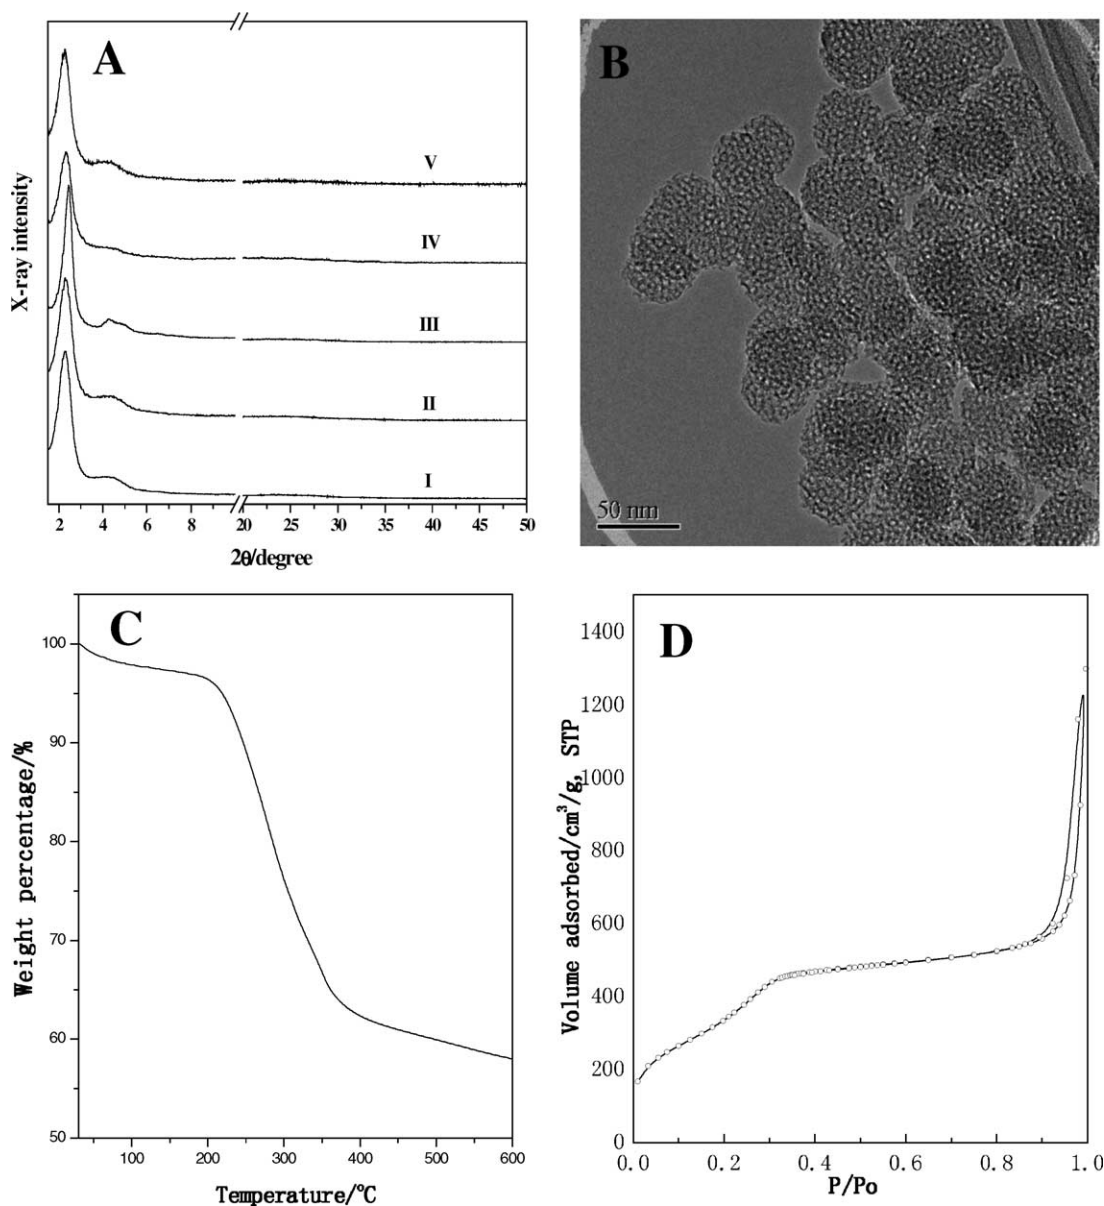 A
X-ray intensity
V
IV
III
II
I
2 4 6 8 20 25 30 35 40 45 50
2θ/degree
B
50 nm
C
Weight percentage/%
100
90
80
70
60
50
100 200 300 400 500 600
Temperature/°C
D
Volume adsorbed/cm³/g, STP
1400
1200
1000
800
600
400
200
0
0.0 0.2 0.4 0.6 0.8 1.0
P/Po